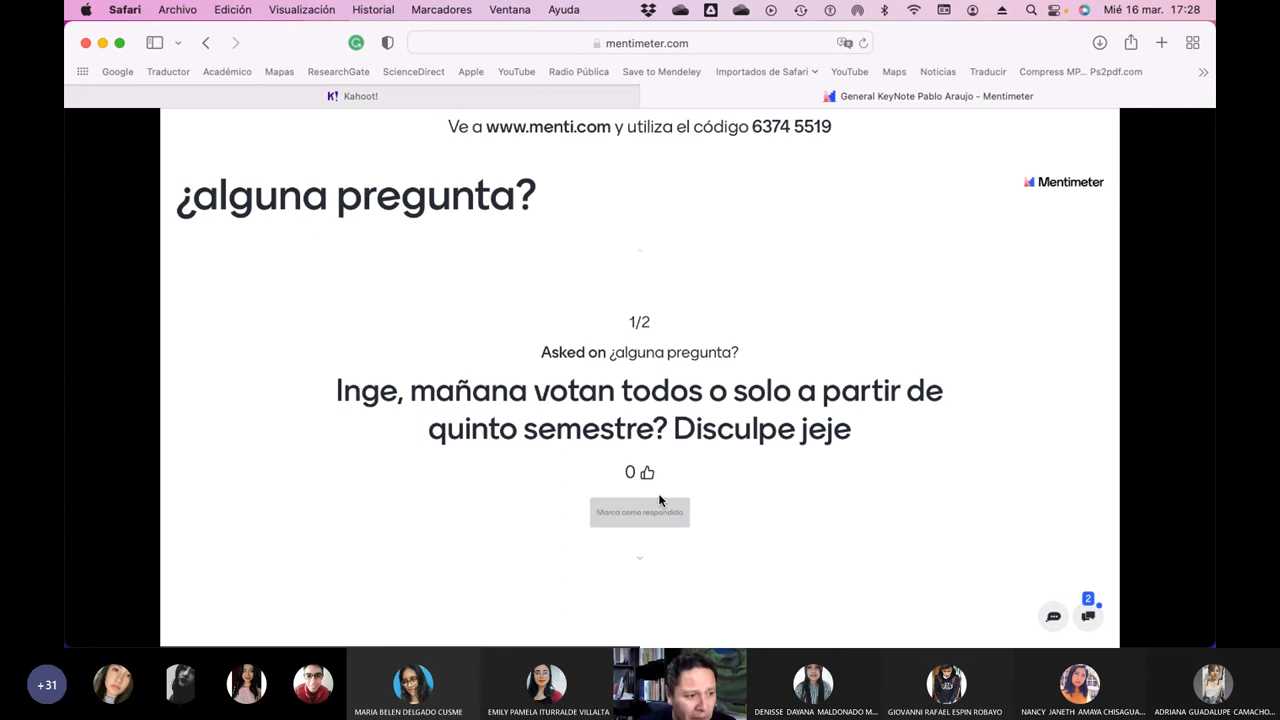 Safari Archivo Edición Visualización Historial Marcadores Ventana Ayuda Mié 16 mar. 17:28
mentimeter.com
Google Traductor Académico Mapas ResearchGate ScienceDirect Apple YouTube Radio Pública Save to Mendeley Importados de Safari YouTube Maps Noticias Traducir Compress MP... Ps2pdf.com
K! Kahoot! General KeyNote Pablo Araujo - Mentimeter
Ve a www.menti.com y utiliza el código 6374 5519
¿alguna pregunta?
Mentimeter
1/2
Asked on ¿alguna pregunta?
Inge, mañana votan todos o solo a partir de
quinto semestre? Disculpe jeje
0
Marca como respondido
2
+31
MARIA BELEN DELGADO CUSME EMILY PAMELA ITURRALDE VILLALTA DENISSE DAYANA MALDONADO M... GIOVANNI RAFAEL ESPIN ROBAYO NANCY JANETH AMAYA CHISAGUA... ADRIANA GUADALUPE CAMACHO...